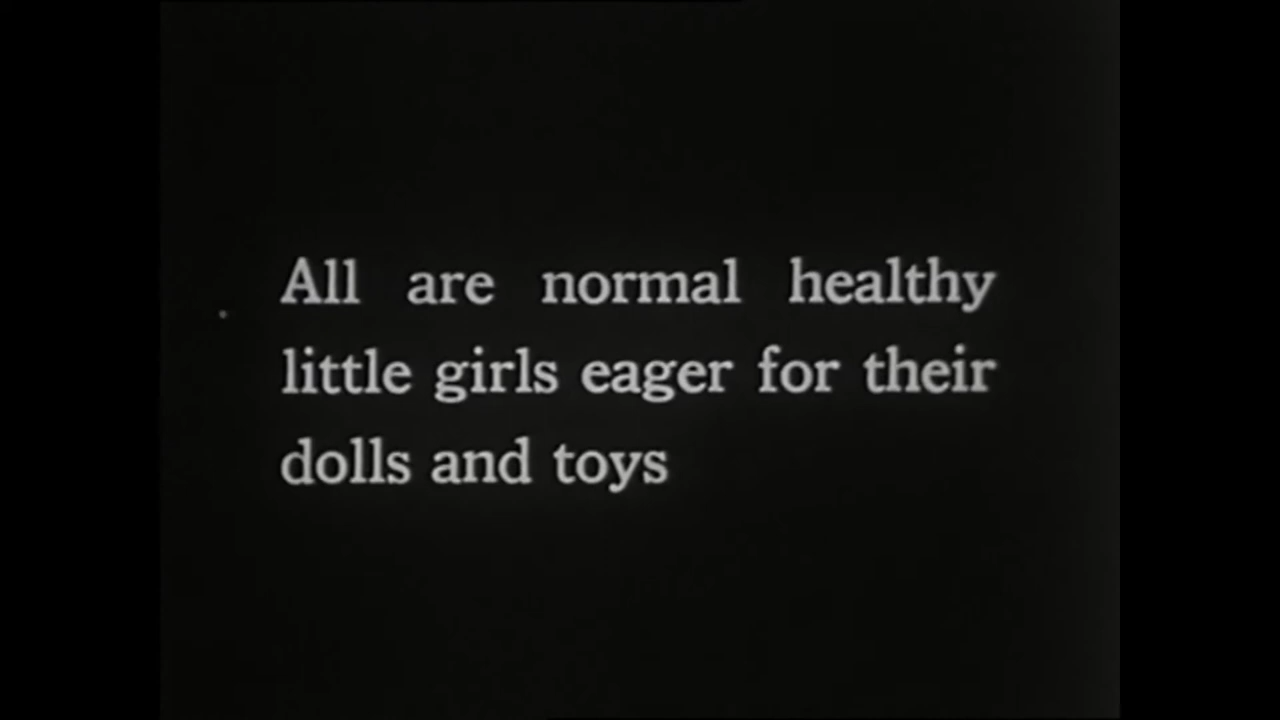 All are normal healthy
little girls eager for their
dolls and toys